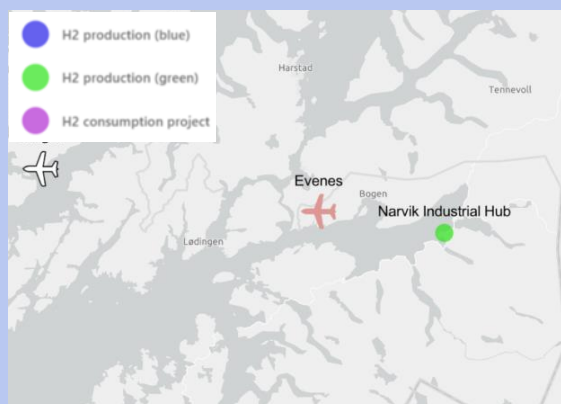 H2 production (blue)
H2 production (green)
H2 consumption project
Harstad
Tennevoll
Evenes
Bogen
Narvik Industrial Hub
Lødingen